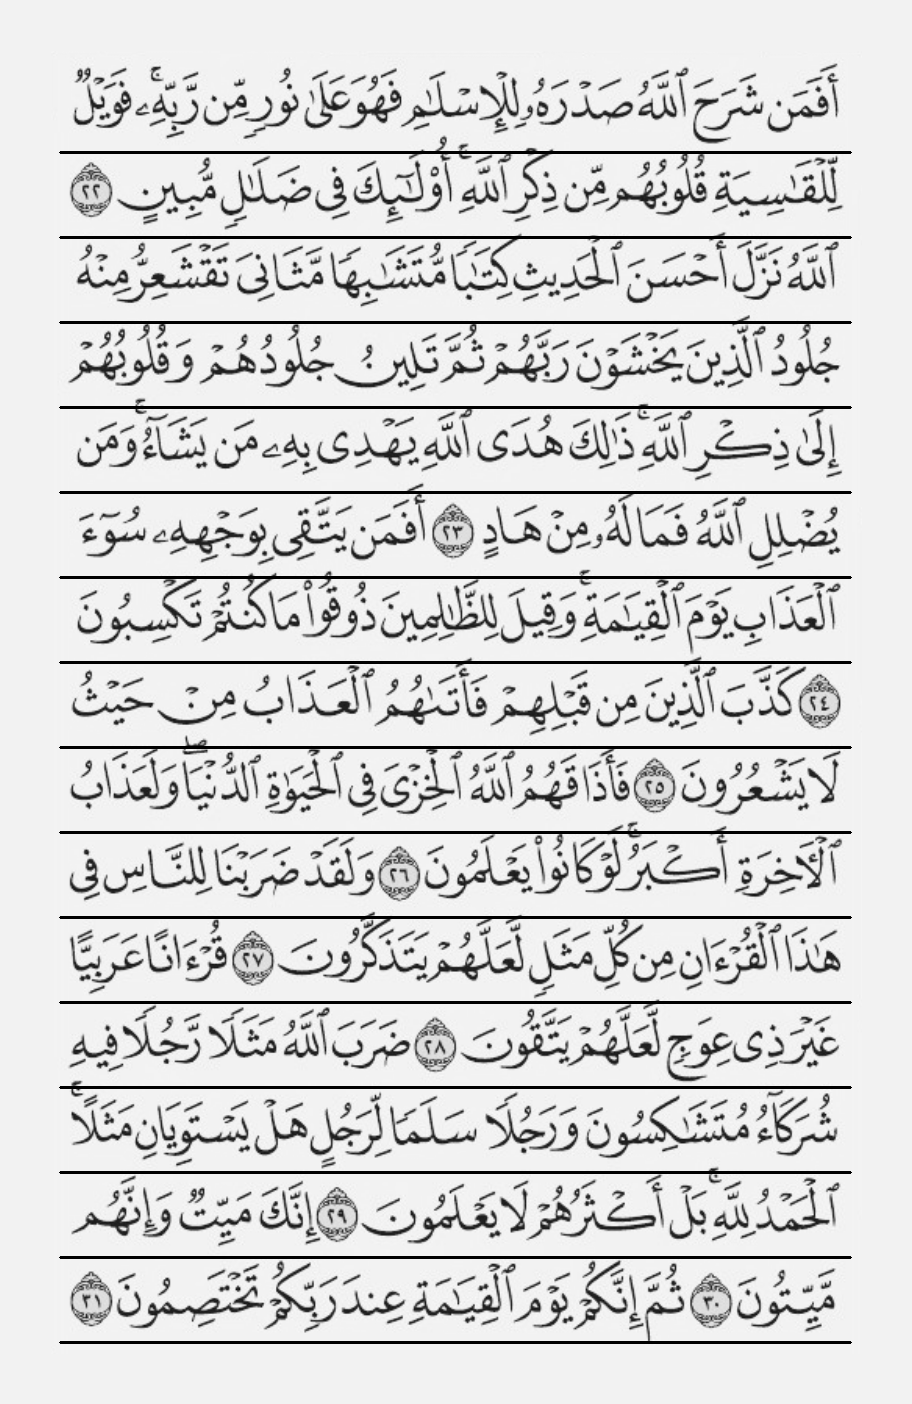 أَفَمَن شَرَحَ ٱللَّهُ صَدْرَهُۥ لِلْإِسْلَٰمِ فَهُوَ عَلَىٰ نُورٍ مِّن رَّبِّهِۦ ۚ فَوَيْلٌ
لِّلْقَٰسِيَةِ قُلُوبُهُم مِّن ذِكْرِ ٱللَّهِ ۚ أُو۟لَٰٓئِكَ فِى ضَلَٰلٍ مُّبِينٍ ٢٢
ٱللَّهُ نَزَّلَ أَحْسَنَ ٱلْحَدِيثِ كِتَٰبًا مُّتَشَٰبِهًا مَّثَانِىَ تَقْشَعِرُّ مِنْهُ
جُلُودُ ٱلَّذِينَ يَخْشَوْنَ رَبَّهُمْ ثُمَّ تَلِينُ جُلُودُهُمْ وَقُلُوبُهُمْ
إِلَىٰ ذِكْرِ ٱللَّهِ ۚ ذَٰلِكَ هُدَى ٱللَّهِ يَهْدِى بِهِۦ مَن يَشَآءُ ۚ وَمَن
يُضْلِلِ ٱللَّهُ فَمَا لَهُۥ مِنْ هَادٍ ٢٣ أَفَمَن يَتَّقِى بِوَجْهِهِۦ سُوٓءَ
ٱلْعَذَابِ يَوْمَ ٱلْقِيَٰمَةِ ۚ وَقِيلَ لِلظَّٰلِمِينَ ذُوقُوا۟ مَا كُنتُمْ تَكْسِبُونَ
٢٤ كَذَّبَ ٱلَّذِينَ مِن قَبْلِهِمْ فَأَتَىٰهُمُ ٱلْعَذَابُ مِنْ حَيْثُ
لَا يَشْعُرُونَ ٢٥ فَأَذَاقَهُمُ ٱللَّهُ ٱلْخِزْىَ فِى ٱلْحَيَوٰةِ ٱلدُّنْيَا ۖ وَلَعَذَابُ
ٱلْءَاخِرَةِ أَكْبَرُ ۚ لَوْ كَانُوا۟ يَعْلَمُونَ ٢٦ وَلَقَدْ ضَرَبْنَا لِلنَّاسِ فِى
هَٰذَا ٱلْقُرْءَانِ مِن كُلِّ مَثَلٍ لَّعَلَّهُمْ يَتَذَكَّرُونَ ٢٧ قُرْءَانًا عَرَبِيًّا
غَيْرَ ذِى عِوَجٍ لَّعَلَّهُمْ يَتَّقُونَ ٢٨ ضَرَبَ ٱللَّهُ مَثَلًا رَّجُلًا فِيهِ
شُرَكَآءُ مُتَشَٰكِسُونَ وَرَجُلًا سَلَمًا لِّرَجُلٍ هَلْ يَسْتَوِيَانِ مَثَلًا ۚ
ٱلْحَمْدُ لِلَّهِ ۚ بَلْ أَكْثَرُهُمْ لَا يَعْلَمُونَ ٢٩ إِنَّكَ مَيِّتٌ وَإِنَّهُم
مَّيِّتُونَ ٣٠ ثُمَّ إِنَّكُمْ يَوْمَ ٱلْقِيَٰمَةِ عِندَ رَبِّكُمْ تَخْتَصِمُونَ ٣١